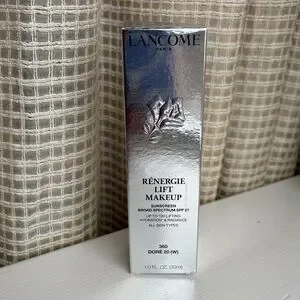 LANCÔME
PARIS
RÉNERGIE
LIFT
MAKEUP
SUNSCREEN
BROAD SPECTRUM SPF 27
UP TO 12H LIFTING
HYDRATION & RADIANCE
ALL SKIN TYPES
360
DORÉ 20 (W)
1.0 FL. OZ. (30ml)